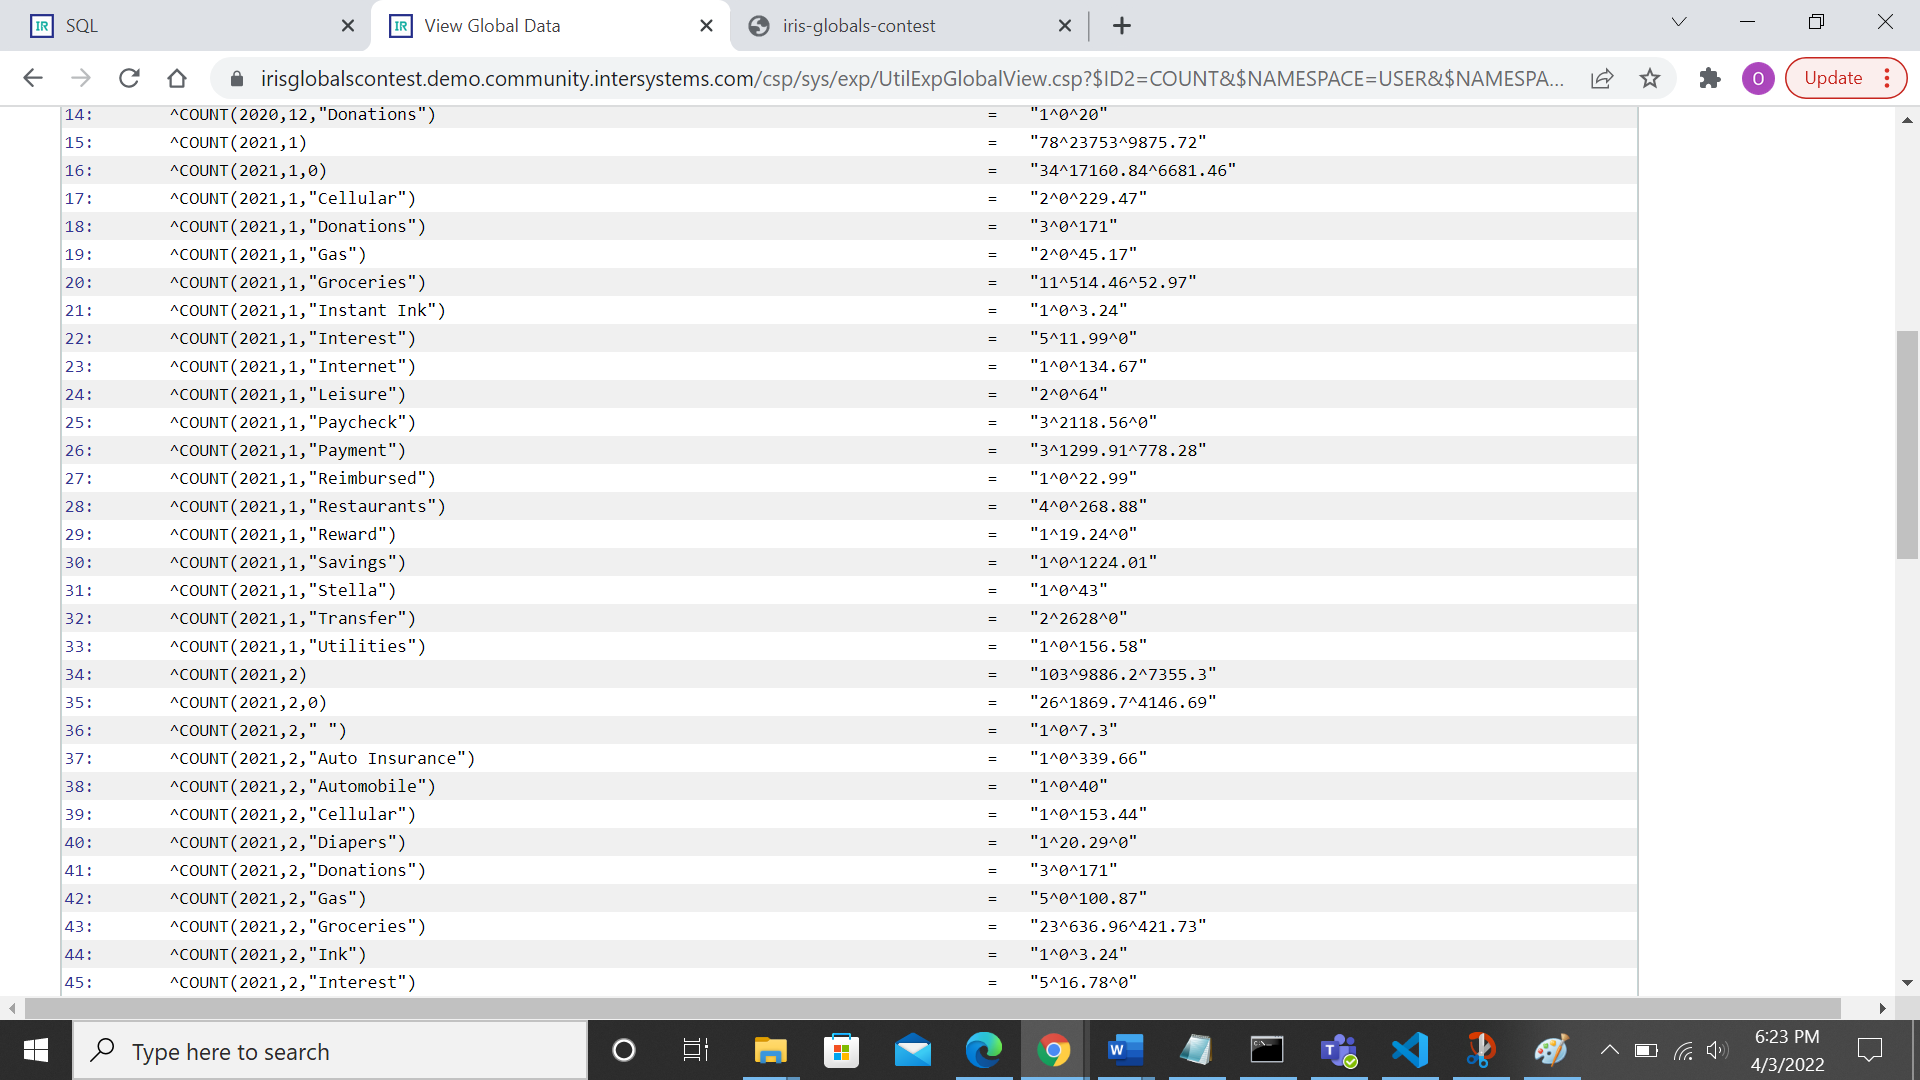 SQL
View Global Data
iris-globals-contest
irisglobalscontest.demo.community.intersystems.com/csp/sys/exp/UtilExpGlobalView.csp?$ID2=COUNT&$NAMESPACE=USER&$NAMESPA...
O
Update
14: ^COUNT(2020,12,"Donations") = "1^0^20"
15: ^COUNT(2021,1) = "78^23753^9875.72"
16: ^COUNT(2021,1,0) = "34^17160.84^6681.46"
17: ^COUNT(2021,1,"Cellular") = "2^0^229.47"
18: ^COUNT(2021,1,"Donations") = "3^0^171"
19: ^COUNT(2021,1,"Gas") = "2^0^45.17"
20: ^COUNT(2021,1,"Groceries") = "11^514.46^52.97"
21: ^COUNT(2021,1,"Instant Ink") = "1^0^3.24"
22: ^COUNT(2021,1,"Interest") = "5^11.99^0"
23: ^COUNT(2021,1,"Internet") = "1^0^134.67"
24: ^COUNT(2021,1,"Leisure") = "2^0^64"
25: ^COUNT(2021,1,"Paycheck") = "3^2118.56^0"
26: ^COUNT(2021,1,"Payment") = "3^1299.91^778.28"
27: ^COUNT(2021,1,"Reimbursed") = "1^0^22.99"
28: ^COUNT(2021,1,"Restaurants") = "4^0^268.88"
29: ^COUNT(2021,1,"Reward") = "1^19.24^0"
30: ^COUNT(2021,1,"Savings") = "1^0^1224.01"
31: ^COUNT(2021,1,"Stella") = "1^0^43"
32: ^COUNT(2021,1,"Transfer") = "2^2628^0"
33: ^COUNT(2021,1,"Utilities") = "1^0^156.58"
34: ^COUNT(2021,2) = "103^9886.2^7355.3"
35: ^COUNT(2021,2,0) = "26^1869.7^4146.69"
36: ^COUNT(2021,2," ") = "1^0^7.3"
37: ^COUNT(2021,2,"Auto Insurance") = "1^0^339.66"
38: ^COUNT(2021,2,"Automobile") = "1^0^40"
39: ^COUNT(2021,2,"Cellular") = "1^0^153.44"
40: ^COUNT(2021,2,"Diapers") = "1^20.29^0"
41: ^COUNT(2021,2,"Donations") = "3^0^171"
42: ^COUNT(2021,2,"Gas") = "5^0^100.87"
43: ^COUNT(2021,2,"Groceries") = "23^636.96^421.73"
44: ^COUNT(2021,2,"Ink") = "1^0^3.24"
45: ^COUNT(2021,2,"Interest") = "5^16.78^0"
Type here to search
6:23 PM
4/3/2022